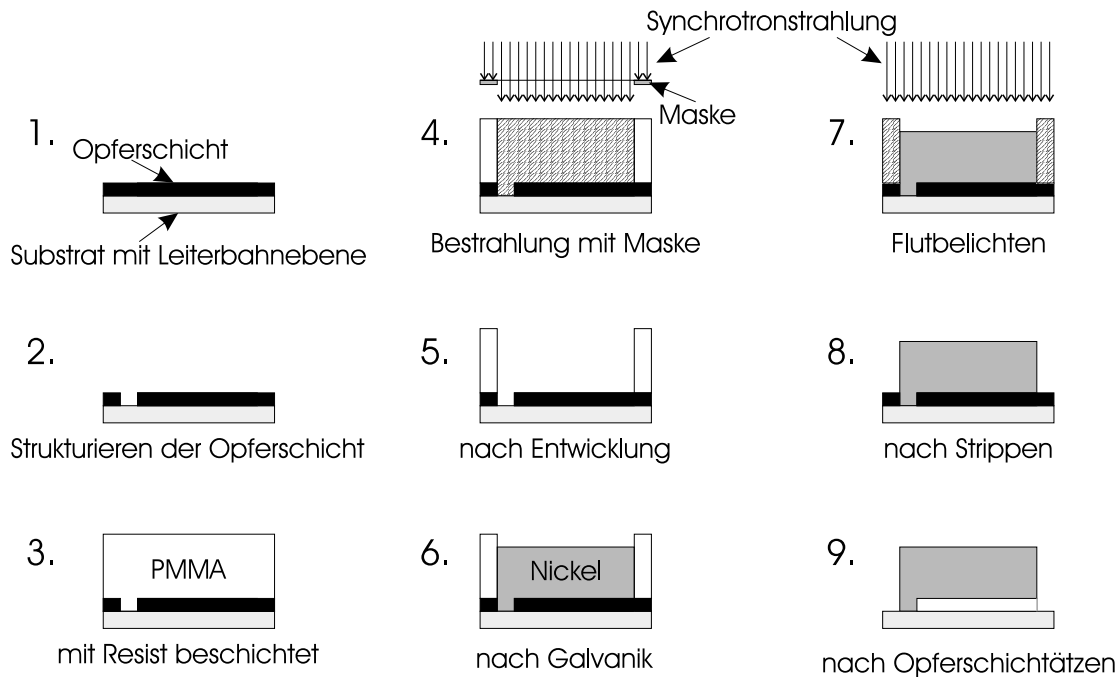 Synchrotronstrahlung
Maske
1.
Opferschicht
Substrat mit Leiterbahnebene
4.
Bestrahlung mit Maske
7.
Flutbelichten
2.
Strukturieren der Opferschicht
5.
nach Entwicklung
8.
nach Strippen
3.
PMMA
mit Resist beschichtet
6.
Nickel
nach Galvanik
9.
nach Opferschichtätzen